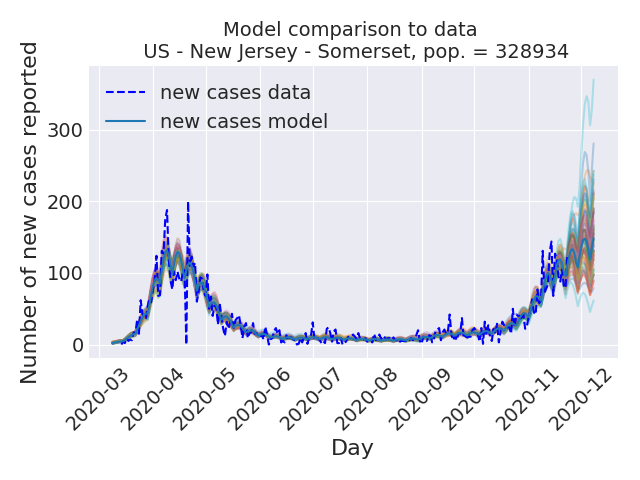 Model comparison to data
US - New Jersey - Somerset, pop. = 328934
Number of new cases reported
new cases data
new cases model
300
200
100
0
2020-03
2020-04
2020-05
2020-06
2020-07
2020-08
2020-09
2020-10
2020-11
2020-12
Day